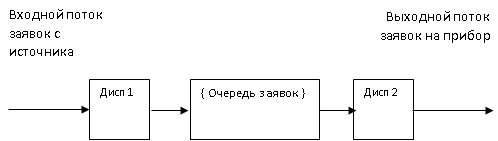 Входной поток
заявок с
источника
Выходной поток
заявок на прибор
Дисп 1
{ Очередь заявок }
Дисп 2